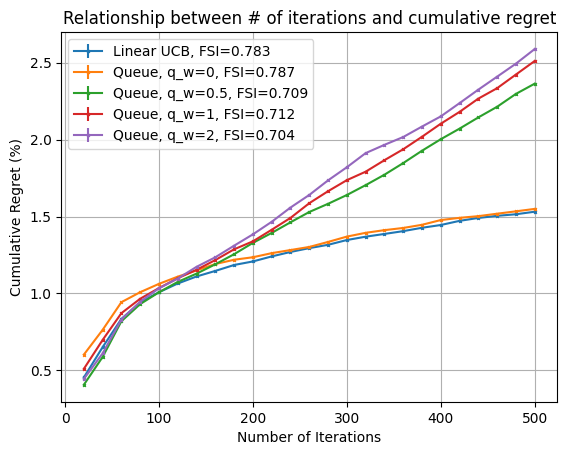 Relationship between # of iterations and cumulative regret
Linear UCB, FSI=0.783
Queue, q_w=0, FSI=0.787
Queue, q_w=0.5, FSI=0.709
Queue, q_w=1, FSI=0.712
Queue, q_w=2, FSI=0.704
Cumulative Regret (%)
2.5
2.0
1.5
1.0
0.5
0 100 200 300 400 500
Number of Iterations